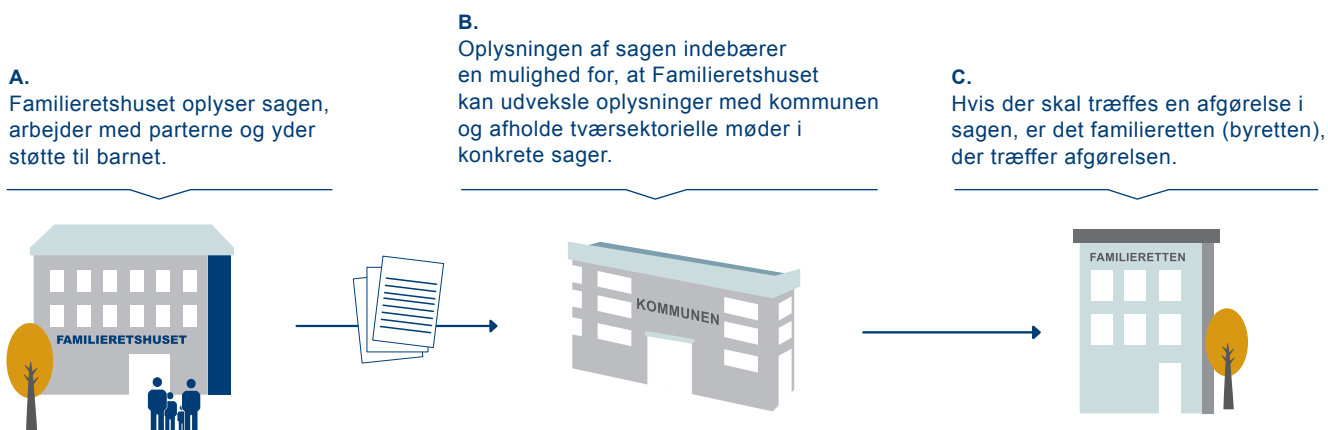 A.
Familieretshuset oplyser sagen,
arbejder med parterne og yder
støtte til barnet.
B.
Oplysningen af sagen indebærer
en mulighed for, at Familieretshuset
kan udveksle oplysninger med kommunen
og afholde tværsektorielle møder i
konkrete sager.
C.
Hvis der skal træffes en afgørelse i
sagen, er det familieretten (byretten),
der træffer afgørelsen.
FAMILIERETSHUSET
KOMMUNEN
FAMILIERETTEN